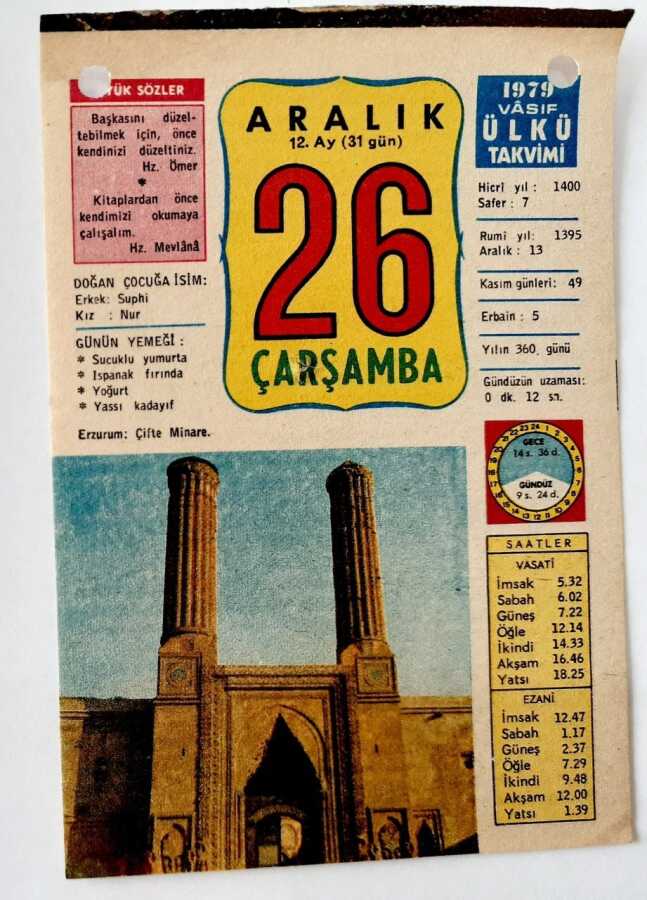 YÜK SÖZLER
Başkasını düzel-
tebilmek için, önce
kendinizi düzeltiniz.
Hz. Ömer
*
Kitaplardan önce
kendimizi okumaya
çalışalım.
Hz. Mevlânâ
DOĞAN ÇOCUĞA İSİM:
Erkek: Suphi
Kız : Nur
GÜNÜN YEMEĞİ :
* Sucuklu yumurta
* Ispanak fırında
* Yoğurt
* Yassı kadayıf
Erzurum: Çifte Minare.
ARALIK
12. Ay (31 gün)
26
ÇARŞAMBA
1979
VÂSIF
ÜLKÜ
TAKVİMİ
Hicrî yıl : 1400
Safer : 7
Rumî yıl: 1395
Aralık : 13
Kasım günleri: 49
Erbain : 5
Yılın 360. günü
Gündüzün uzaması:
0 dk. 12 sn.
GECE
14 s. 36 d.
GÜNDÜZ
9 s. 24 d.
SAATLER
VASATİ
İmsak 5.32
Sabah 6.02
Güneş 7.22
Öğle 12.14
İkindi 14.33
Akşam 16.46
Yatsı 18.25
EZANİ
İmsak 12.47
Sabah 1.17
Güneş 2.37
Öğle 7.29
İkindi 9.48
Akşam 12.00
Yatsı 1.39